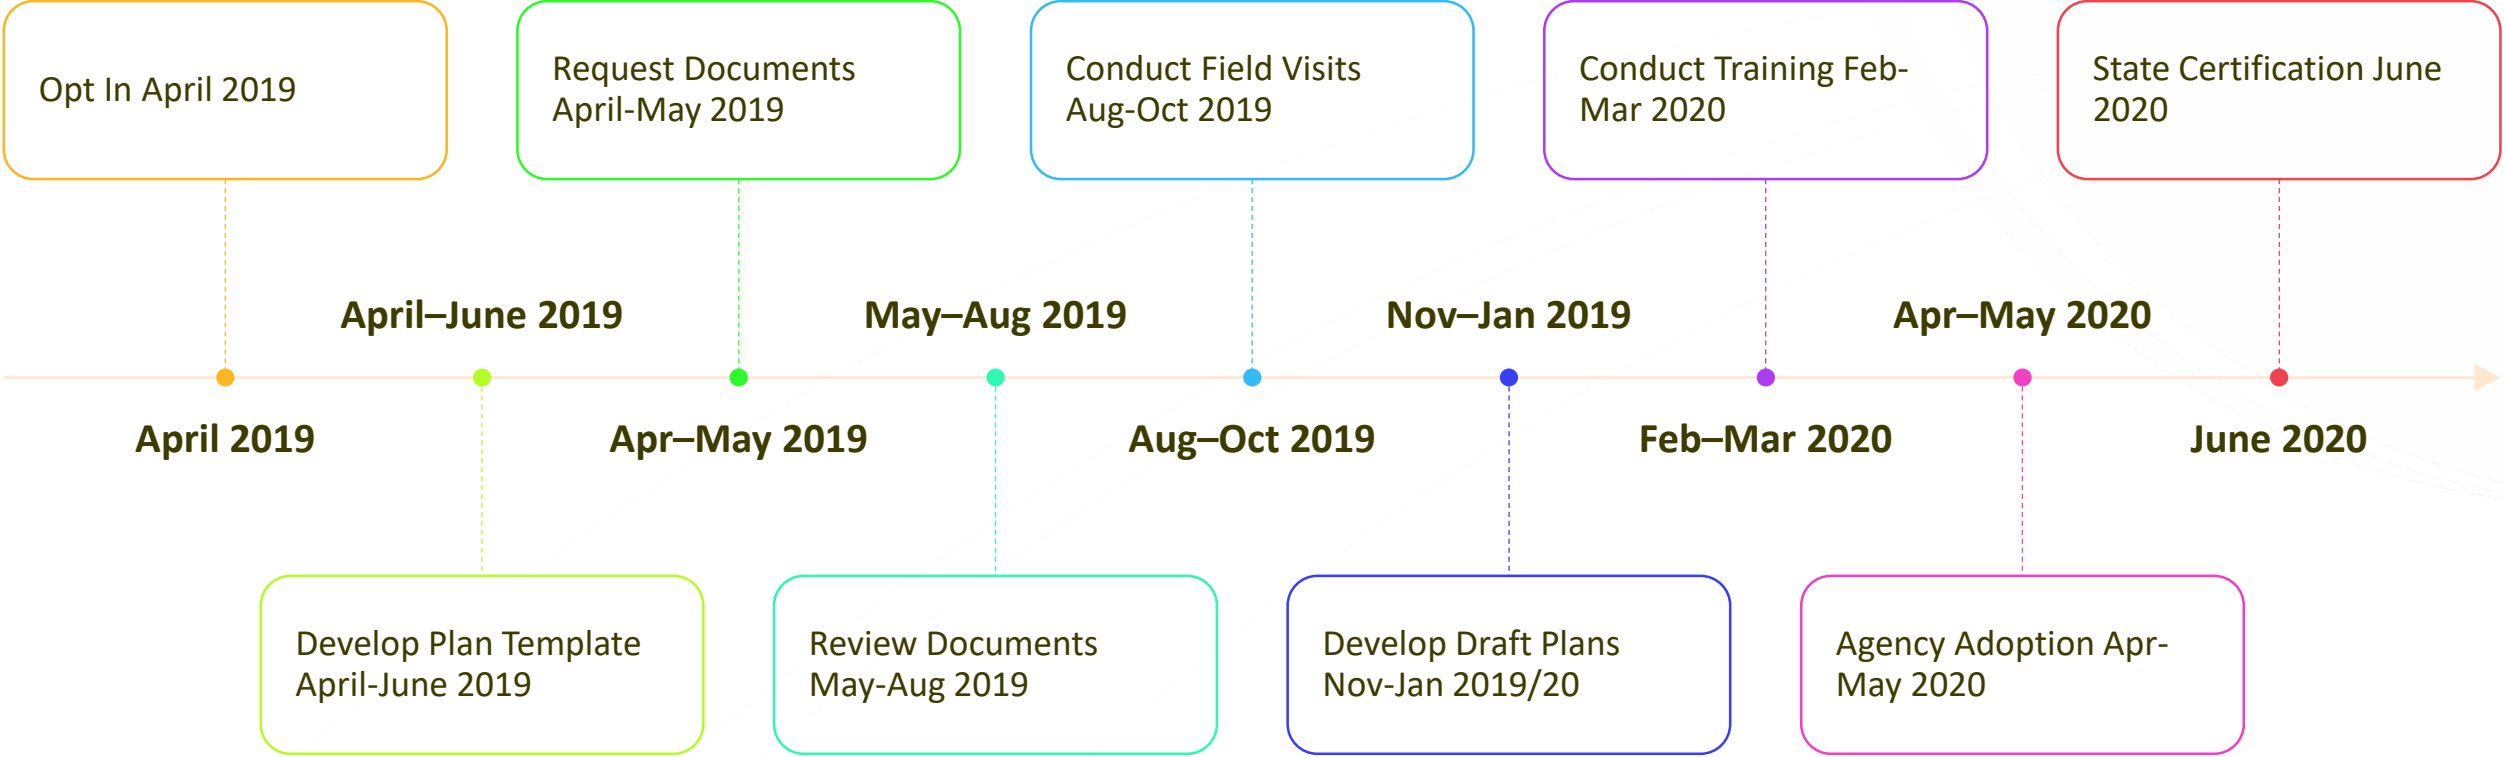 Opt In April 2019
Request Documents
April-May 2019
Conduct Field Visits
Aug-Oct 2019
Conduct Training Feb-
Mar 2020
State Certification June
2020
April–June 2019
May–Aug 2019
Nov–Jan 2019
Apr–May 2020
April 2019
Apr–May 2019
Aug–Oct 2019
Feb–Mar 2020
June 2020
Develop Plan Template
April-June 2019
Review Documents
May-Aug 2019
Develop Draft Plans
Nov-Jan 2019/20
Agency Adoption Apr-
May 2020